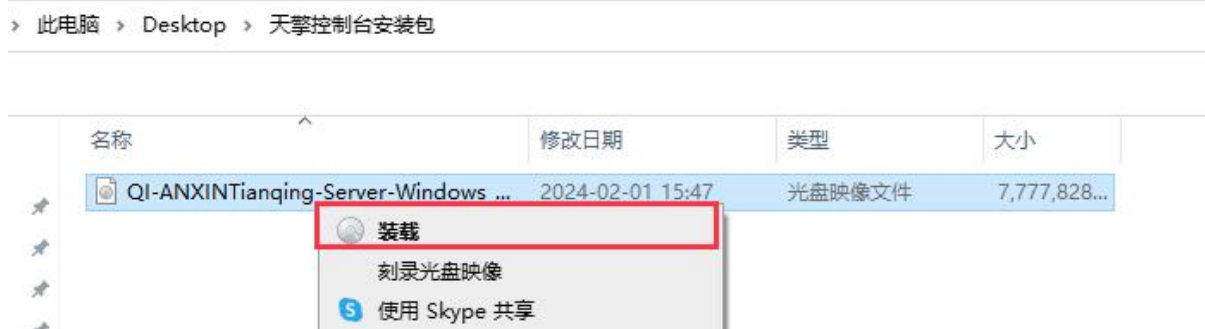 › 此电脑 › Desktop › 天擎控制台安装包
名称 修改日期 类型 大小
QI-ANXINTianqing-Server-Windows ... 2024-02-01 15:47 光盘映像文件 7,777,828...
装载
刻录光盘映像
使用 Skype 共享